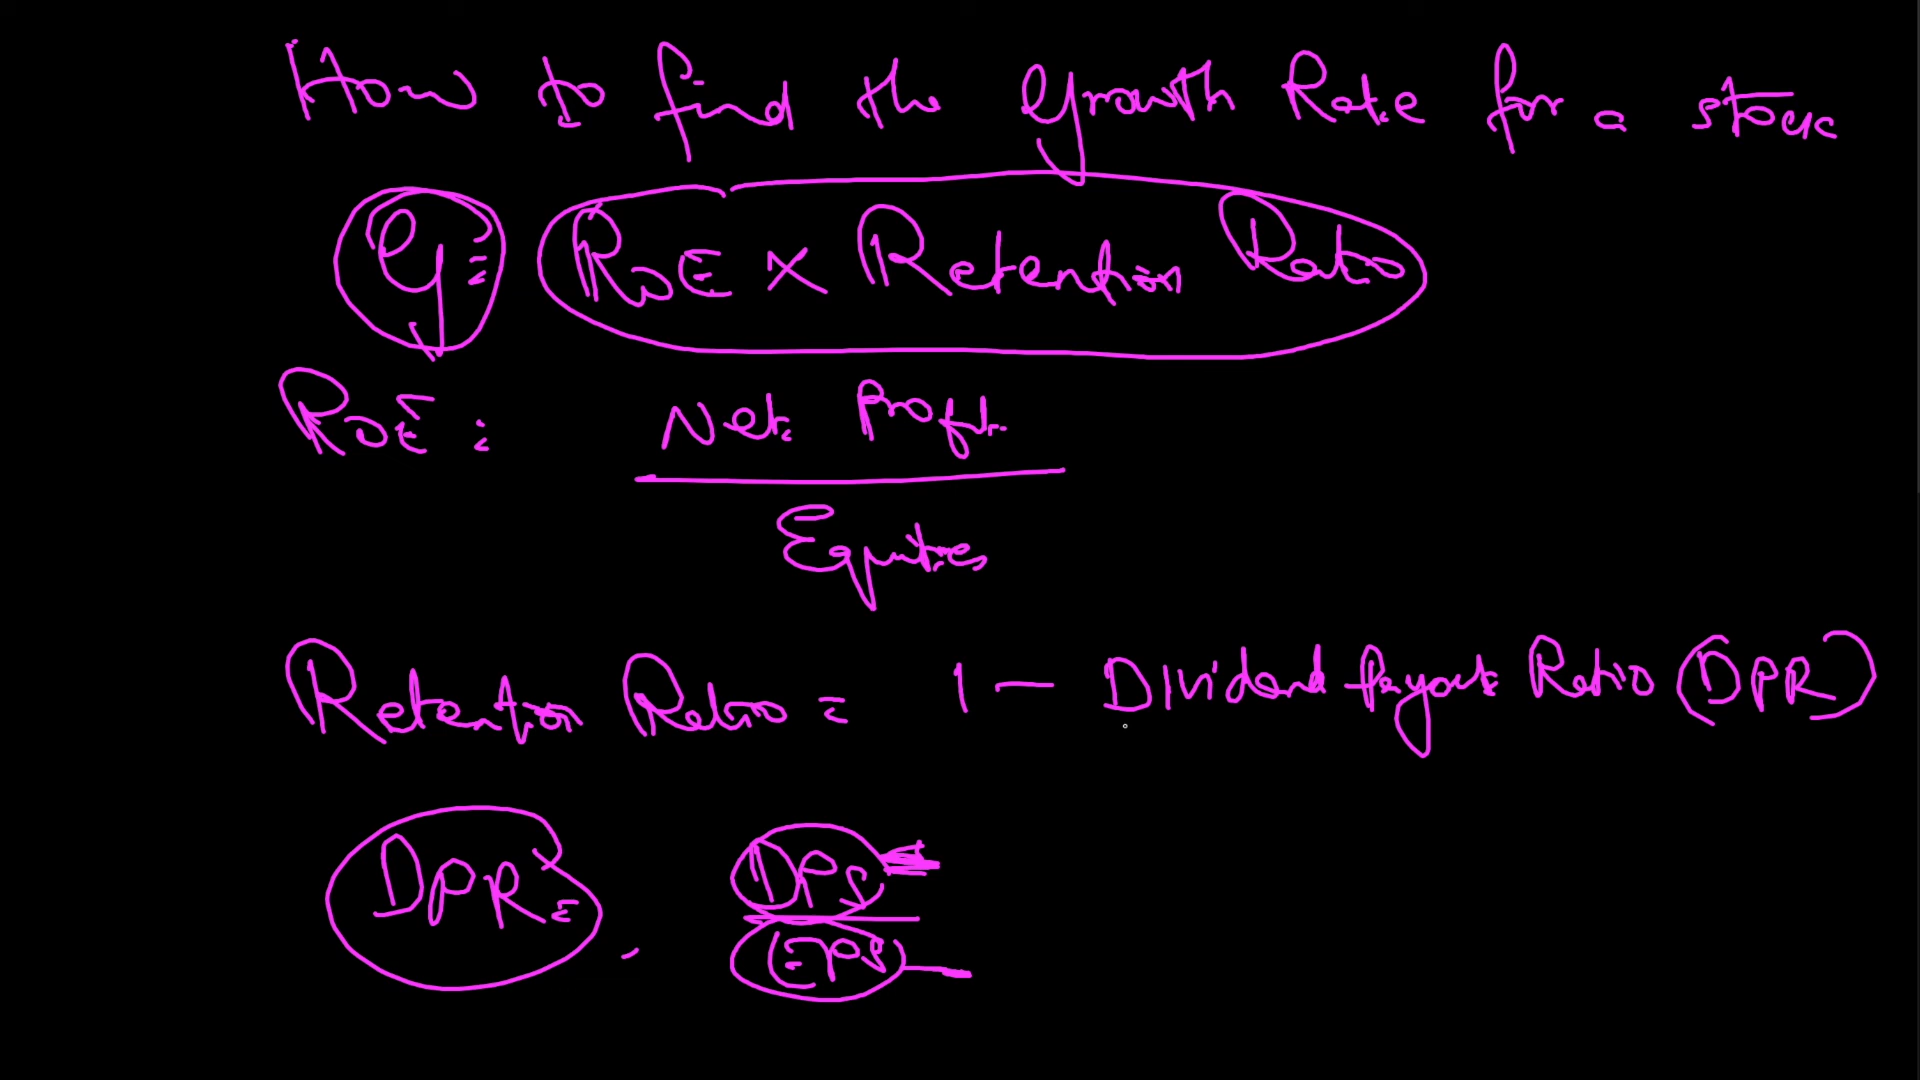 How to find the Growth Rate for a stock
g = ROE x Retention Ratio
ROE = Net Profit
Equities
Retention Ratio = 1 - Dividend Payout Ratio (DPR)
DPR = DPS
EPS